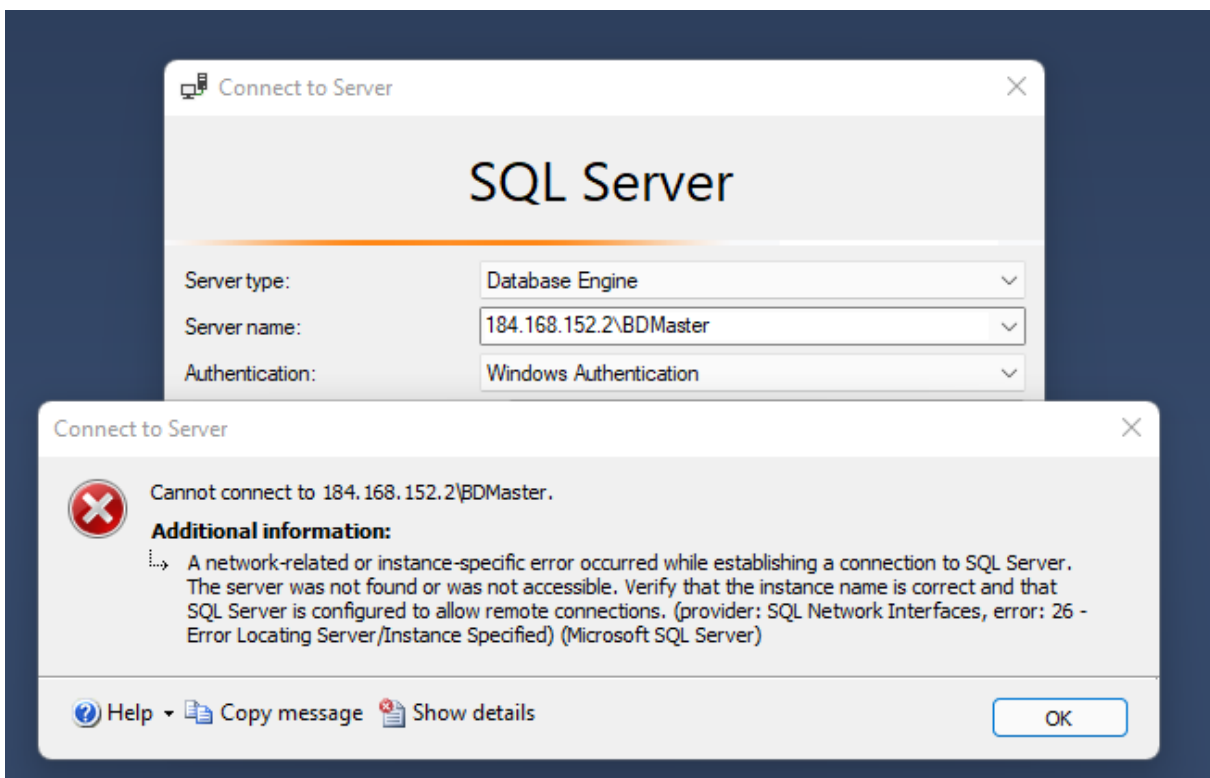 Connect to Server
SQL Server
Server type:
Database Engine
Server name:
184.168.152.2\BDMaster
Authentication:
Windows Authentication
Connect to Server
Cannot connect to 184.168.152.2\BDMaster.
Additional information:
A network-related or instance-specific error occurred while establishing a connection to SQL Server.
The server was not found or was not accessible. Verify that the instance name is correct and that
SQL Server is configured to allow remote connections. (provider: SQL Network Interfaces, error: 26 -
Error Locating Server/Instance Specified) (Microsoft SQL Server)
Help
Copy message
Show details
OK